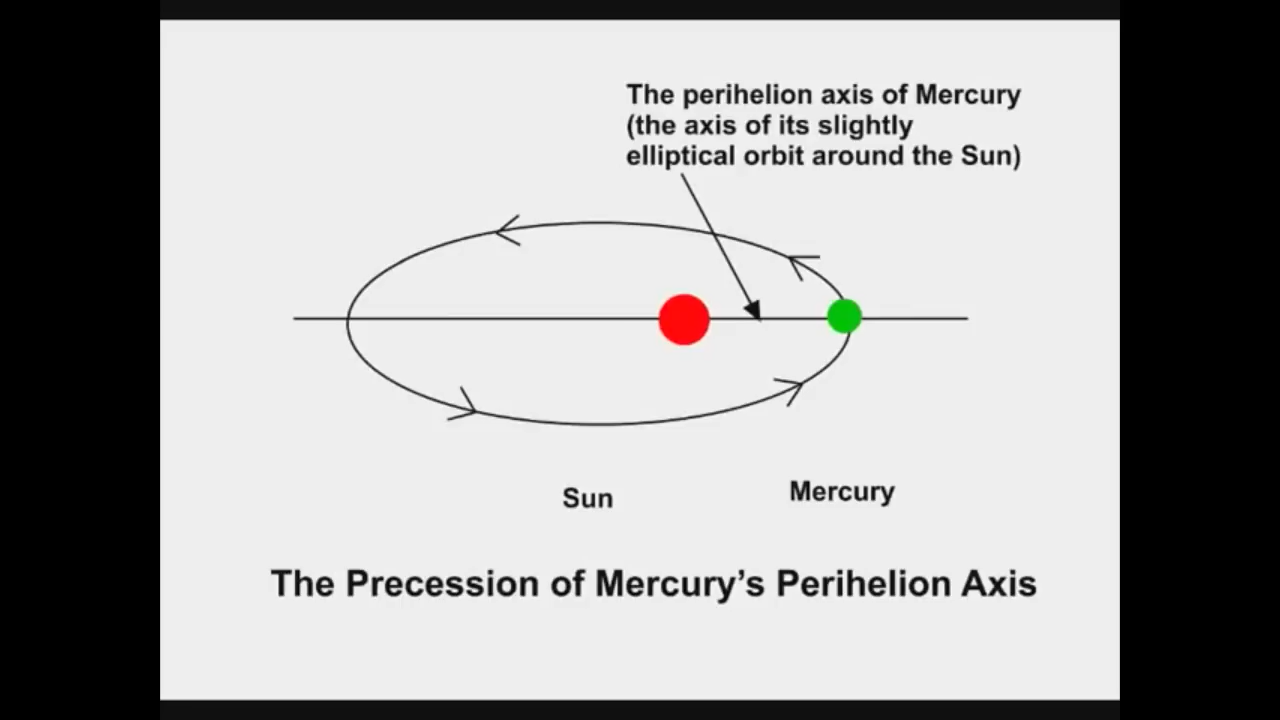 The perihelion axis of Mercury
(the axis of its slightly
elliptical orbit around the Sun)
Sun
Mercury
The Precession of Mercury’s Perihelion Axis